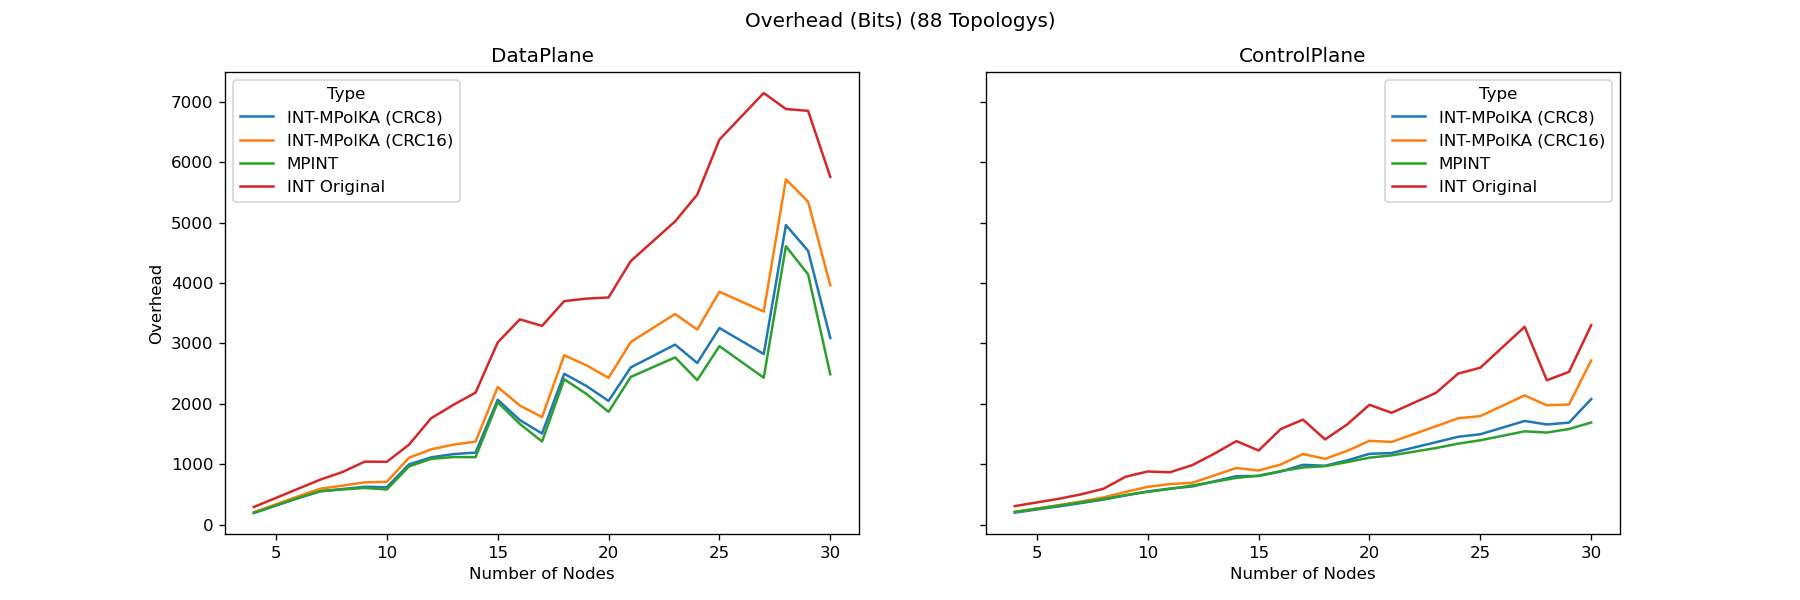 Overhead (Bits) (88 Topologys)
DataPlane
Type
INT-MPolKA (CRC8)
INT-MPolKA (CRC16)
MPINT
INT Original
7000
6000
5000
4000
3000
2000
1000
0
Overhead
5 10 15 20 25 30
Number of Nodes
ControlPlane
Type
INT-MPolKA (CRC8)
INT-MPolKA (CRC16)
MPINT
INT Original
5 10 15 20 25 30
Number of Nodes